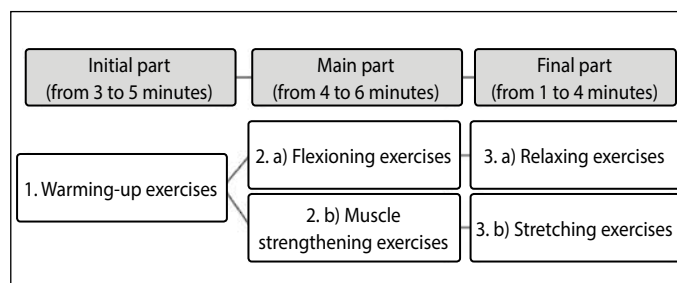 Initial part
(from 3 to 5 minutes)
Main part
(from 4 to 6 minutes)
Final part
(from 1 to 4 minutes)
1. Warming-up exercises
2. a) Flexioning exercises
3. a) Relaxing exercises
2. b) Muscle
strengthening exercises
3. b) Stretching exercises